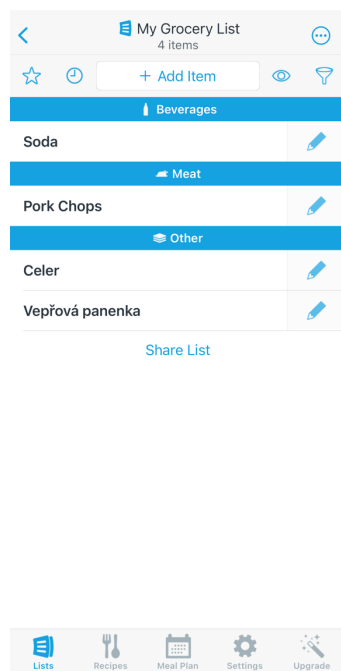 My Grocery List
4 items
+ Add Item
Beverages
Soda
Meat
Pork Chops
Other
Celer
Vepřová panenka
Share List
Lists Recipes Meal Plan Settings Upgrade